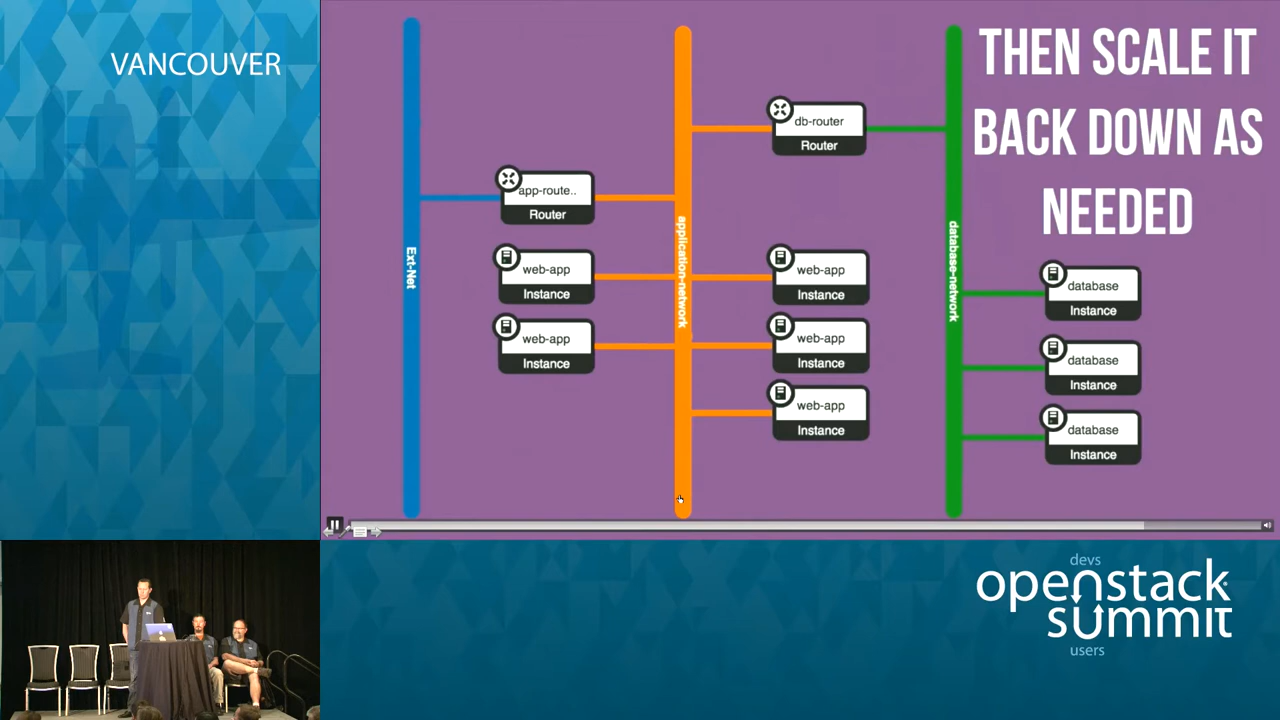 VANCOUVER
THEN SCALE IT
BACK DOWN AS
NEEDED
Ext-Net
application-network
database-network
db-router
Router
app-route..
Router
web-app
Instance
web-app
Instance
web-app
Instance
web-app
Instance
web-app
Instance
database
Instance
database
Instance
database
Instance
devs
openstack
summit
users